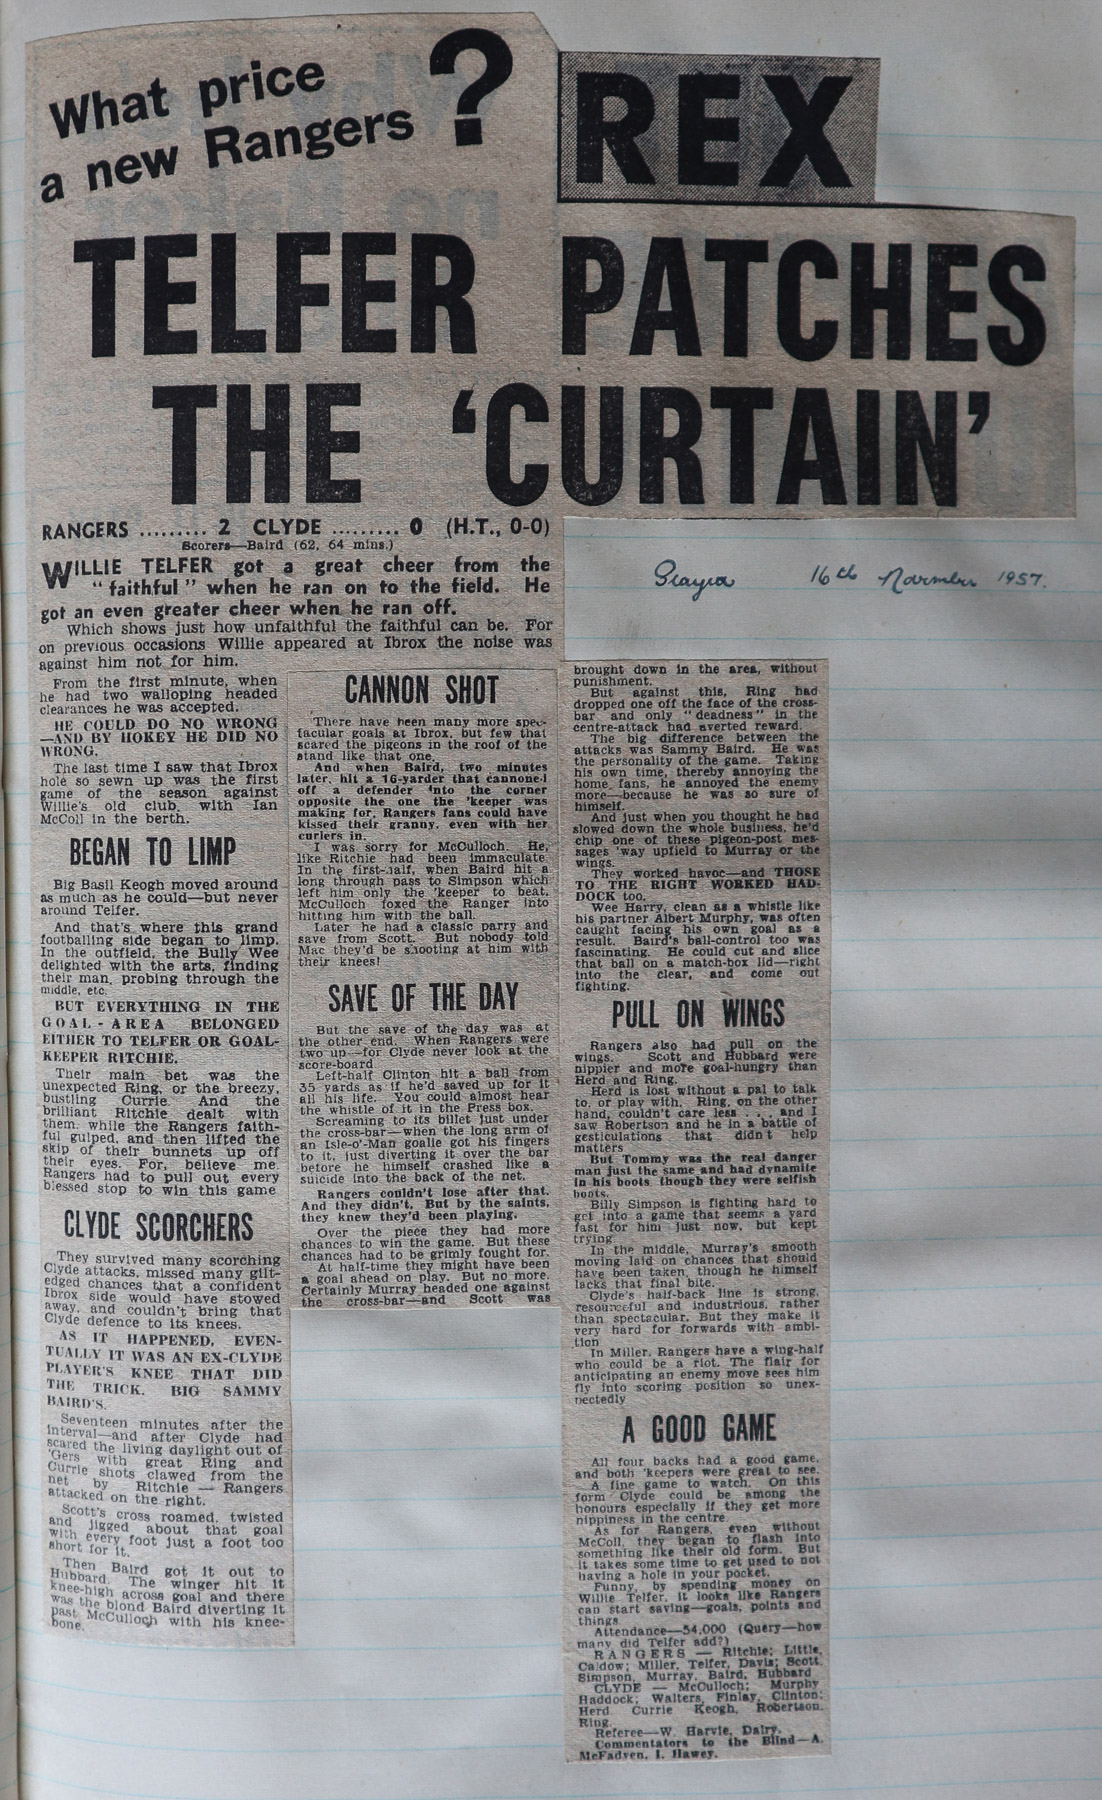 What price
a new Rangers ?
REX
TELFER PATCHES
THE ‘CURTAIN’
RANGERS ......... 2 CLYDE ......... 0 (H.T., 0-0)
Scorers—Baird (62, 64 mins.)
16th 1957.
WILLIE TELFER got a great cheer from the
“faithful” when he ran on to the field. He
got an even greater cheer when he ran off.
Which shows just how unfaithful the faithful can be. For
on previous occasions Willie appeared at Ibrox the noise was
against him not for him.
From the first minute, when
he had two walloping headed
clearances he was accepted.
HE COULD DO NO WRONG
—AND BY HOKEY HE DID NO
WRONG.
The last time I saw that Ibrox
hole so sewn up was the first
game of the season against
Willie's old club, with Ian
McColl in the berth.
BEGAN TO LIMP
Big Basil Keogh moved around
as much as he could—but never
around Telfer.
And that's where this grand
footballing side began to limp.
In the outfield, the Bully Wee
delighted with the arts, finding
their man, probing through the
middle, etc.
BUT EVERYTHING IN THE
GOAL-AREA BELONGED
EITHER TO TELFER OR GOAL-
KEEPER RITCHIE.
Their main bet was the
unexpected Ring, or the breezy,
bustling Currie. And the
brilliant Ritchie dealt with
them, while the Rangers faith-
ful gulped, and then lifted the
skip of their bunnets up off
their eyes. For, believe me,
Rangers had to pull out every
blessed stop to win this game
CLYDE SCORCHERS
They survived many scorching
Clyde attacks, missed many gilt-
edged chances that a confident
Ibrox side would have stowed
away, and couldn't bring that
Clyde defence to its knees.
AS IT HAPPENED, EVEN-
TUALLY IT WAS AN EX-CLYDE
PLAYER'S KNEE THAT DID
THE TRICK. BIG SAMMY
BAIRD'S.
Seventeen minutes after the
interval—and after Clyde had
scared the living daylight out of
'Gers with great Ring and
Currie shots clawed from the
net by Ritchie — Rangers
attacked on the right.
Scott's cross roamed, twisted
and jigged about that goal
with every foot just a foot too
short for it.
Then Baird got it out to
Hubbard. The winger hit it
knee-high across goal and there
was the blond Baird diverting it
past McCulloch with his knee-
bone.
CANNON SHOT
There have been many more spec-
tacular goals at Ibrox, but few that
scared the pigeons in the roof of the
stand like that one.
And when Baird, two minutes
later, hit a 16-yarder that cannoned
off a defender into the corner
opposite the one the 'keeper was
making for, Rangers fans could have
kissed their granny, even with her
curlers in.
I was sorry for McCulloch. He,
like Ritchie had been immaculate.
In the first-half, when Baird hit a
long through pass to Simpson which
left him only the 'keeper to beat,
McCulloch foxed the Ranger into
hitting him with the ball.
Later he had a classic parry and
save from Scott. But nobody told
Mac they'd be shooting at him with
their knees!
SAVE OF THE DAY
But the save of the day was at
the other end. When Rangers were
two up—for Clyde never look at the
score-board.
Left-half Clinton hit a ball from
35 yards as if he'd saved up for it
all his life. You could almost hear
the whistle of it in the Press box.
Screaming to its billet just under
the cross-bar—when the long arm of
an Isle-o'-Man goalie got his fingers
to it, just diverting it over the bar
before he himself crashed like a
suicide into the back of the net.
Rangers couldn't lose after that.
And they didn't. But by the saints,
they knew they'd been playing.
Over the piece they had more
chances to win the game. But these
chances had to be grimly fought for.
At half-time they might have been
a goal ahead on play. But no more.
Certainly Murray headed one against
the cross-bar—and Scott was
brought down in the area, without
punishment.
But against this, Ring had
dropped one off the face of the cross-
bar and only “deadness” in the
centre-attack had averted reward.
The big difference between the
attacks was Sammy Baird. He was
the personality of the game. Taking
his own time, thereby annoying the
home fans, he annoyed the enemy
more—because he was so sure of
himself.
And just when you thought he had
slowed down the whole business, he'd
chip one of these pigeon-post mes-
sages 'way upfield to Murray or the
wings.
They worked havoc—and THOSE
TO THE RIGHT WORKED HAD-
DOCK too.
Wee Harry, clean as a whistle like
his partner Albert Murphy, was often
caught facing his own goal as a
result. Baird's ball-control too was
fascinating. He could cut and slice
that ball on a match-box lid—right
into the clear, and come out
fighting.
PULL ON WINGS
Rangers also had pull on the
wings. Scott and Hubbard were
nippier and more goal-hungry than
Herd and Ring.
Herd is lost without a pal to talk
to, or play with. Ring, on the other
hand, couldn't care less . . . and I
saw Robertson and he in a battle of
gesticulations that didn't help
matters
But Tommy was the real danger
man just the same and had dynamite
in his boots, though they were selfish
boots.
Billy Simpson is fighting hard to
get into a game that seems a yard
fast for him just now, but kept
trying.
In the middle, Murray's smooth
moving laid on chances that should
have been taken, though he himself
lacks that final bite.
Clyde's half-back line is strong,
resourceful and industrious, rather
than spectacular. But they make it
very hard for forwards with ambi-
tion
In Miller, Rangers have a wing-half
who could be a riot. The flair for
anticipating an enemy move sees him
fly into scoring position so unex-
pectedly
A GOOD GAME
All four backs had a good game,
and both 'keepers were great to see.
A fine game to watch. On this
form Clyde could be among the
honours especially if they get more
nippiness in the centre.
As for Rangers, even without
McColl, they began to flash into
something like their old form. But
it takes some time to get used to not
having a hole in your pocket.
Funny, by spending money on
Willie Telfer, it looks like Rangers
can start saving—goals, points and
things
Attendance—54,000 (Query—how
many did Telfer add?)
RANGERS — Ritchie; Little,
Caldow; Miller, Telfer, Davis; Scott,
Simpson, Murray, Baird, Hubbard
CLYDE — McCulloch; Murphy
Haddock; Walters, Finlay, Clinton;
Herd Currie Keogh, Robertson.
Ring.
Referee—W. Harvie, Dalry.
Commentators to the Blind—A.
McFadyen, I. Hawey.